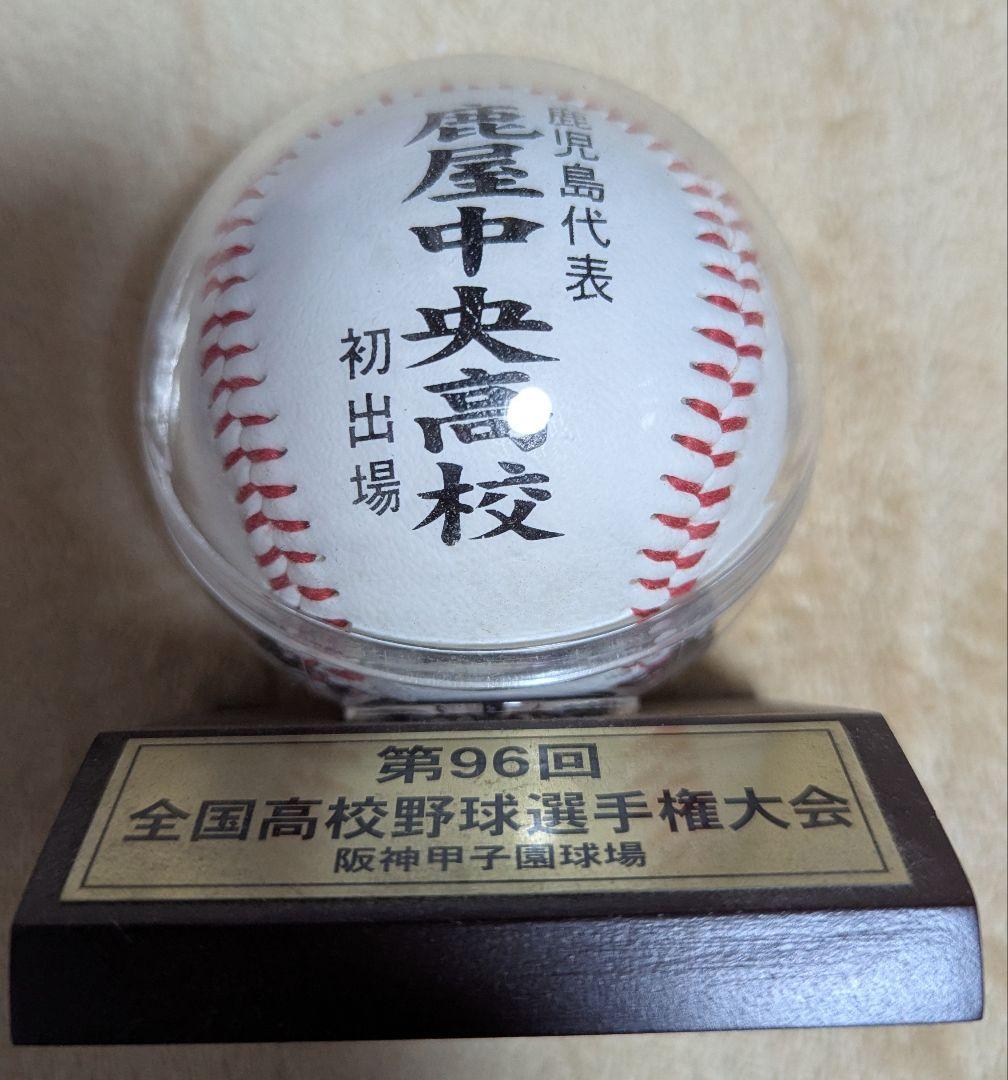 鹿児島代表
鹿屋中央高校
初出場
第96回
全国高校野球選手権大会
阪神甲子園球場